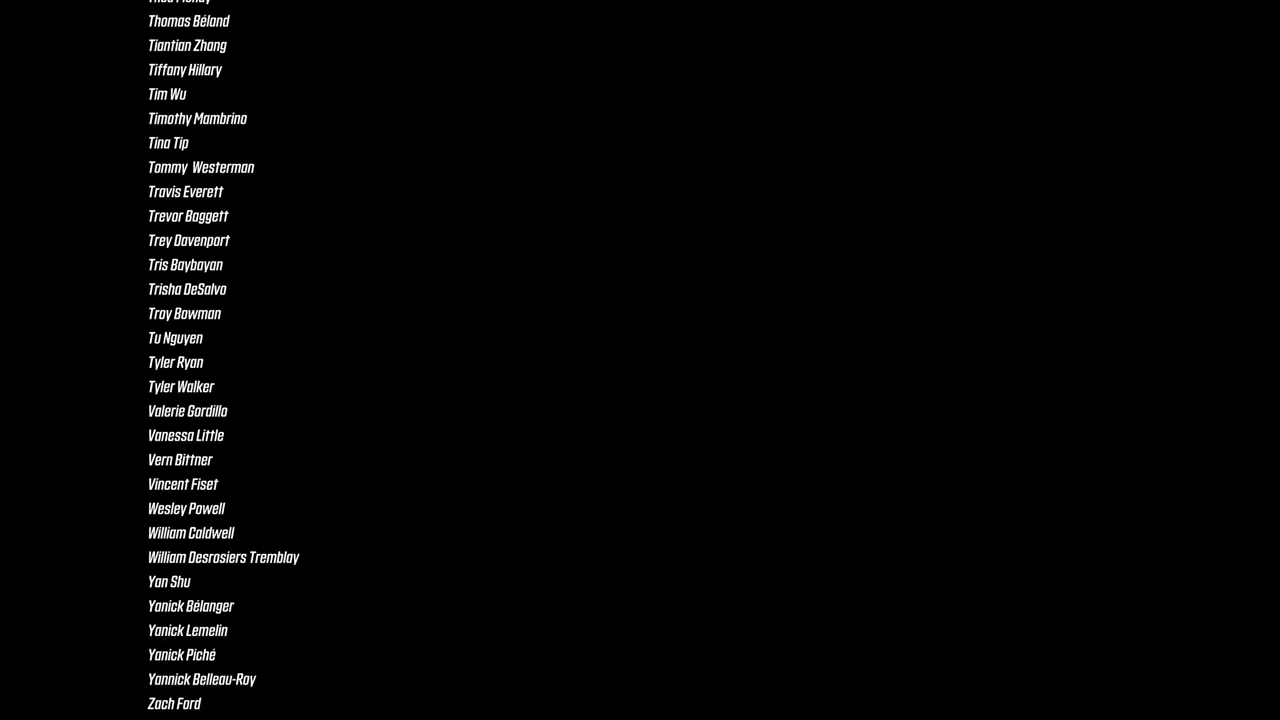 Thomas Béland
Tiantian Zhang
Tiffany Hillary
Tim Wu
Timothy Mambrino
Tina Tip
Tommy  Westerman
Travis Everett
Trevor Baggett
Trey Davenport
Tris Baybayan
Trisha DeSalvo
Troy Bowman
Tu Nguyen
Tyler Ryan
Tyler Walker
Valerie Gordillo
Vanessa Little
Vern Bittner
Vincent Fiset
Wesley Powell
William Caldwell
William Desrosiers Tremblay
Yan Shu
Yanick Bélanger
Yanick Lemelin
Yanick Piché
Yannick Belleau-Roy
Zach Ford